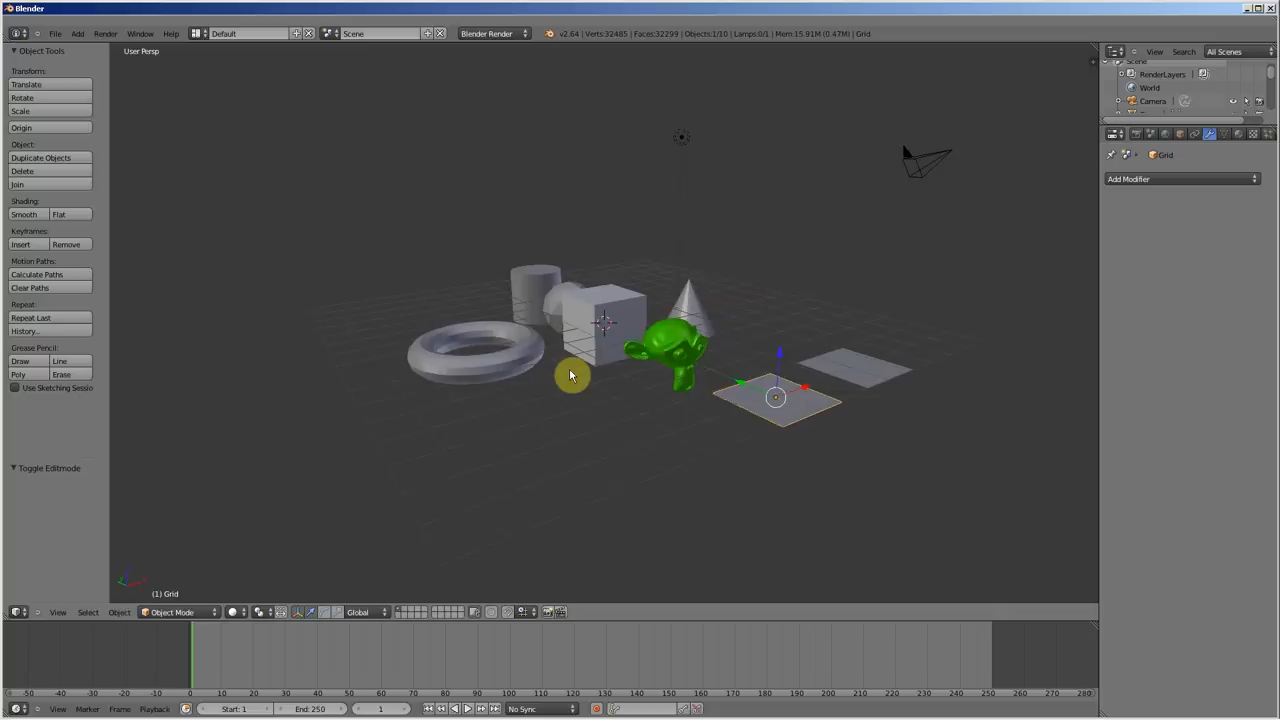 Blender
File Add Render Window Help Default Scene Blender Render v2.64 | Verts:32485 | Faces:32299 | Objects:1/10 | Lamps:0/1 | Mem:15.91M (0.47M) | Grid
Object Tools
Transform:
Translate
Rotate
Scale
Origin
Object:
Duplicate Objects
Delete
Join
Shading:
Smooth Flat
Keyframes:
Insert Remove
Motion Paths:
Calculate Paths
Clear Paths
Repeat:
Repeat Last
History...
Grease Pencil:
Draw Line
Poly Erase
Use Sketching Sessio
Toggle Editmode
User Persp
(1) Grid
View Search All Scenes
Scene
RenderLayers
World
Camera
Grid
Add Modifier
View Select Object Object Mode Global
-50 -40 -30 -20 -10 0 10 20 30 40 50 60 70 80 90 100 110 120 130 140 150 160 170 180 190 200 210 220 230 240 250 260 270 280
View Marker Frame Playback Start: 1 End: 250 1 No Sync